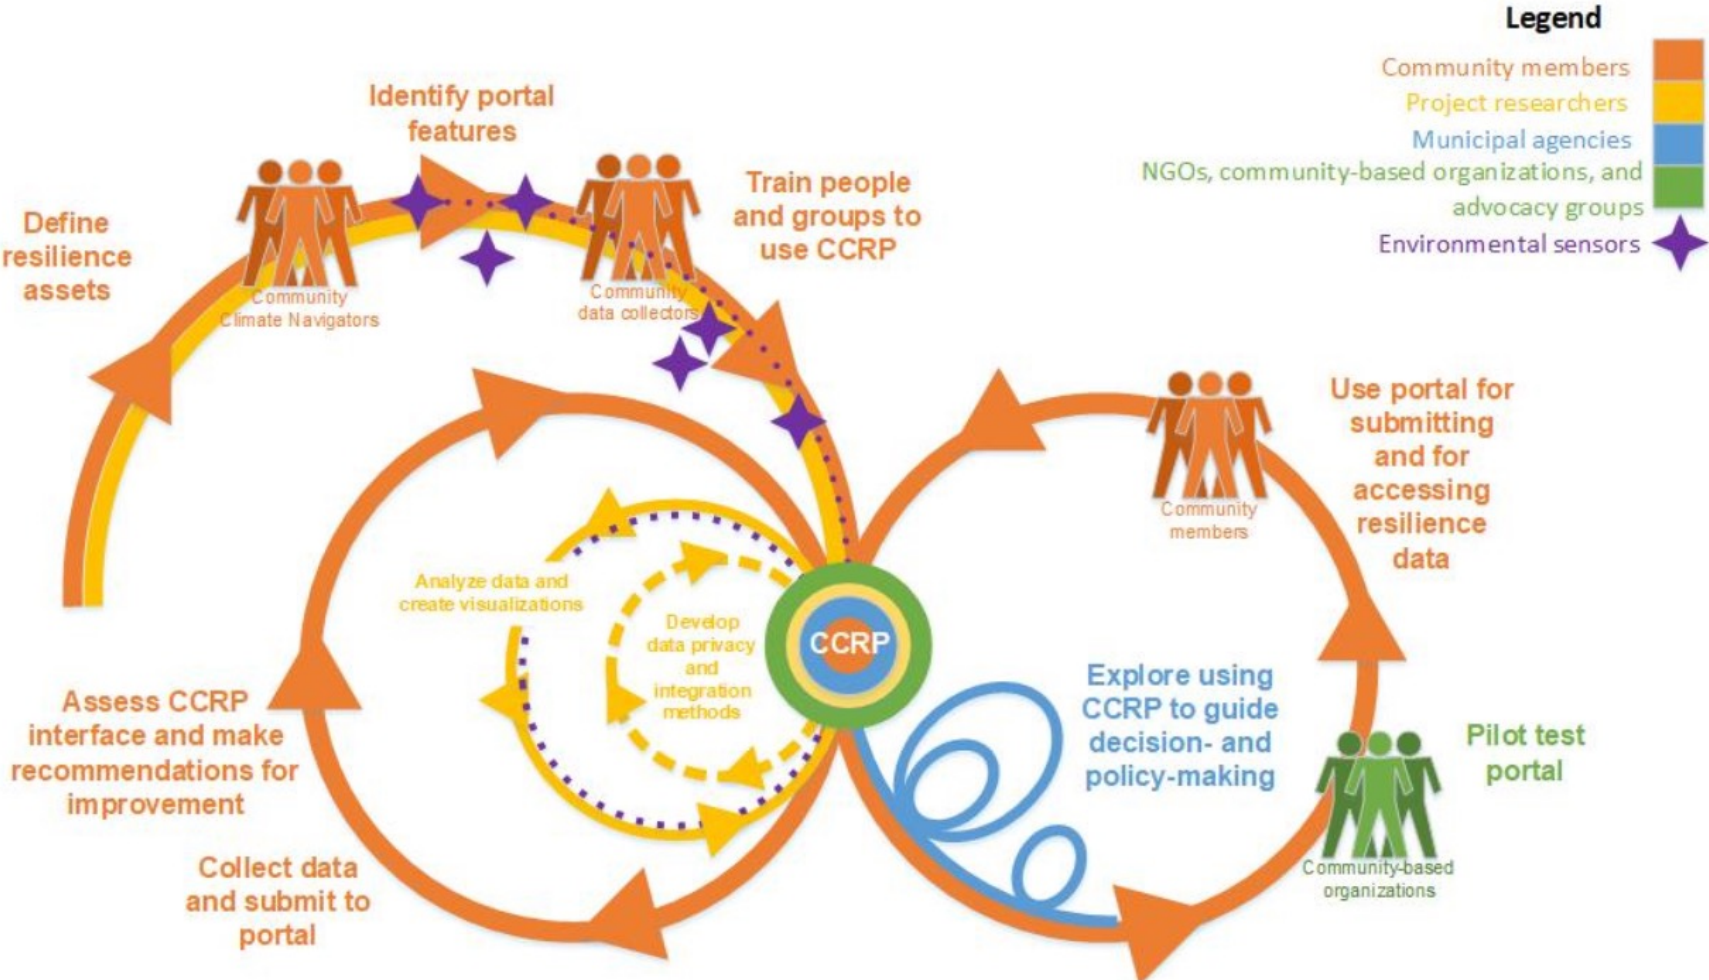 Legend
Community members
Project researchers
Municipal agencies
NGOs, community-based organizations, and
advocacy groups
Environmental sensors
Identify portal
features
Define
resilience
assets
Community
Climate Navigators
Community
data collectors
Train people
and groups to
use CCRP
Use portal for
submitting
and for
accessing
resilience
data
Community
members
Analyze data and
create visualizations
Develop
data privacy
and
integration
methods
CCRP
Explore using
CCRP to guide
decision- and
policy-making
Pilot test
portal
Community-based
organizations
Assess CCRP
interface and make
recommendations for
improvement
Collect data
and submit to
portal